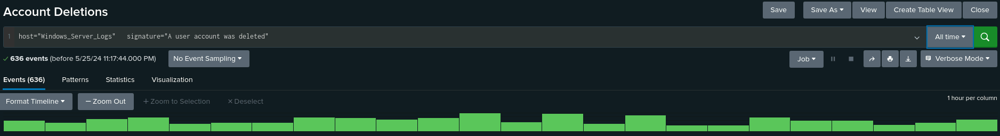 Account Deletions
Save Save As View Create Table View Close
1 host="Windows_Server_Logs" signature="A user account was deleted"
All time
636 events (before 5/25/24 11:17:44.000 PM) No Event Sampling
Job Verbose Mode
Events (636) Patterns Statistics Visualization
Format Timeline — Zoom Out + Zoom to Selection × Deselect
1 hour per column